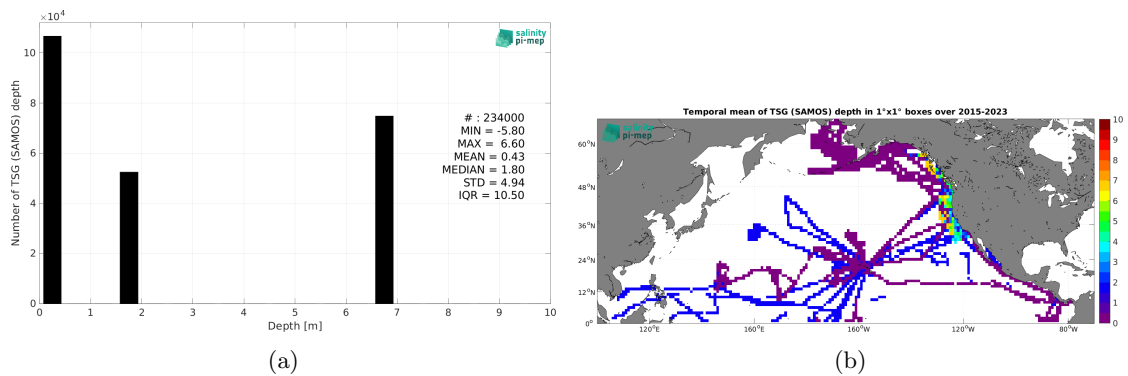 ×10⁴
10
8
6
4
2
0
Number of TSG (SAMOS) depth
0 1 2 3 4 5 6 7 8 9 10
Depth [m]
salinity
pi-mep
# : 234000
MIN = -5.80
MAX = 6.60
MEAN = 0.43
MEDIAN = 1.80
STD = 4.94
IQR = 10.50
(a)
Temporal mean of TSG (SAMOS) depth in 1°x1° boxes over 2015-2023
salinity
pi-mep
60°N
48°N
36°N
24°N
12°N
0°
120°E 160°E 160°W 120°W 80°W
10
9
8
7
6
5
4
3
2
1
0
(b)